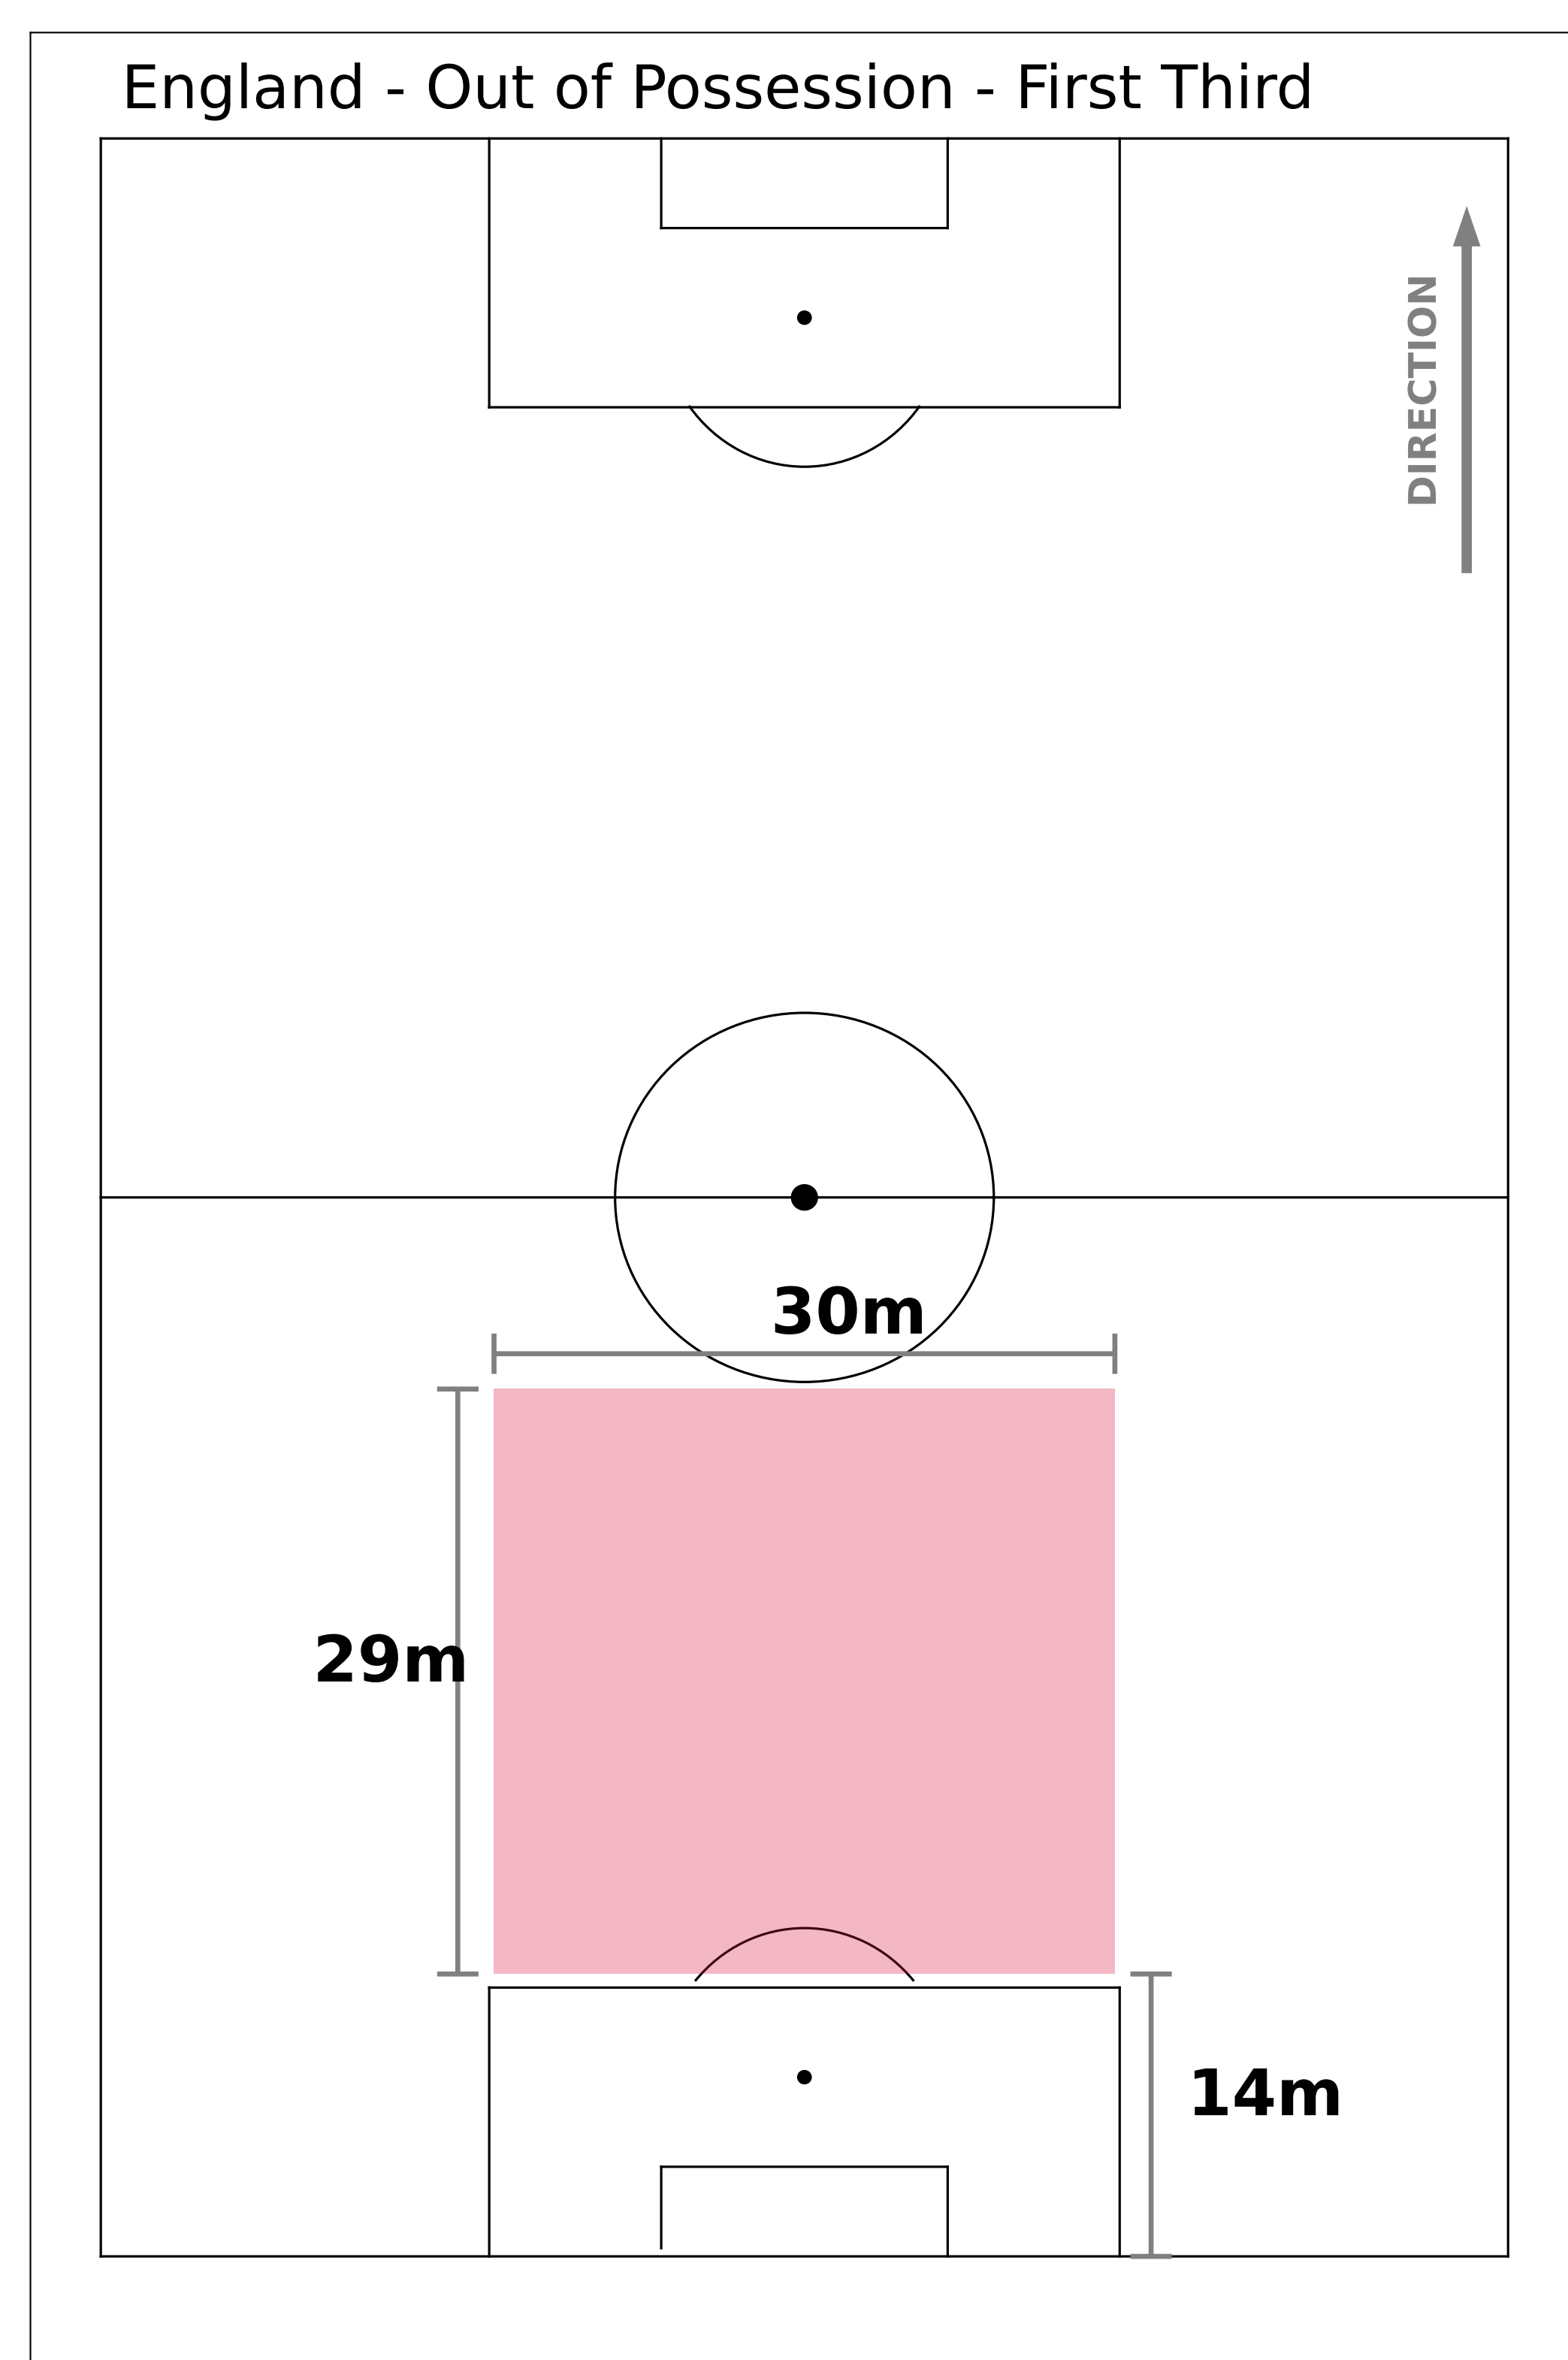 England - Out of Possession - First Third
DIRECTION
30m
29m
14m